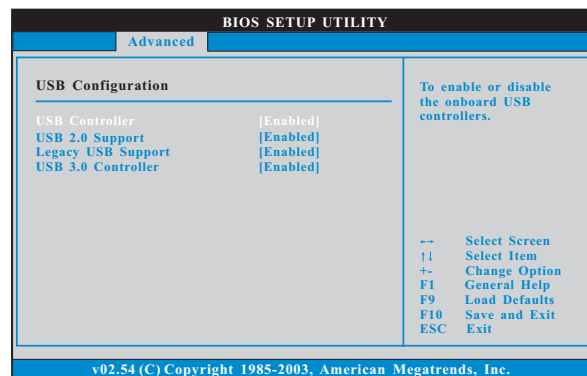 BIOS SETUP UTILITY
Advanced
USB Configuration
USB Controller [Enabled]
USB 2.0 Support [Enabled]
Legacy USB Support [Enabled]
USB 3.0 Controller [Enabled]
To enable or disable
the onboard USB
controllers.
←→ Select Screen
↑↓ Select Item
+- Change Option
F1 General Help
F9 Load Defaults
F10 Save and Exit
ESC Exit
v02.54 (C) Copyright 1985-2003, American Megatrends, Inc.